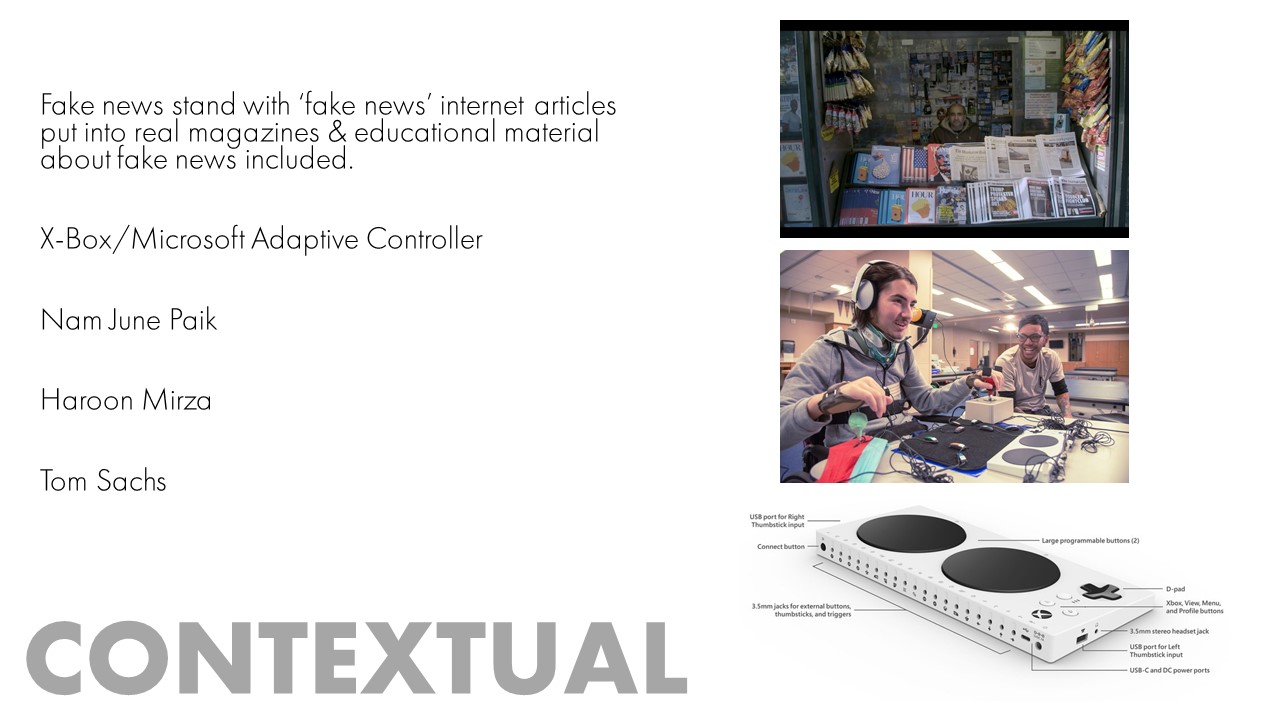 Fake news stand with ‘fake news’ internet articles
put into real magazines & educational material
about fake news included.
X-Box/Microsoft Adaptive Controller
Nam June Paik
Haroon Mirza
Tom Sachs
CONTEXTUAL
HOUR
USB port for Right
Thumbstick input
Connect button
3.5mm jacks for external buttons,
thumbsticks, and triggers
Large programmable buttons (2)
D-pad
Xbox, View, Menu,
and Profile buttons
3.5mm stereo headset jack
USB port for Left
Thumbstick input
USB-C and DC power ports